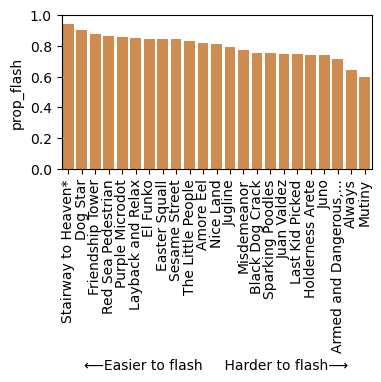 prop_flash
1.0
0.8
0.6
0.4
0.2
0.0
Stairway to Heaven*
Dog Star
Friendship Tower
Red Sea Pedestrian
Purple Microdot
Layback and Relax
El Funko
Easter Squall
Sesame Street
The Little People
Amore Eel
Nice Land
Jugline
Misdemeanor
Black Dog Crack
Sparking Poodles
Juan Valdez
Last Kid Picked
Holderness Arete
Juno
Armed and Dangerous,...
Always
Mutiny
⟵Easier to flash Harder to flash⟶